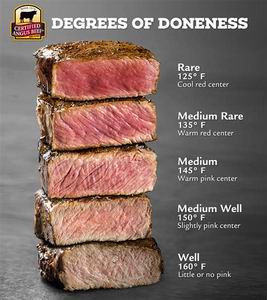 CERTIFIED
ANGUS BEEF
DEGREES OF DONENESS
Rare
125° F
Cool red center
Medium Rare
135° F
Warm red center
Medium
145° F
Warm pink center
Medium Well
150° F
Slightly pink center
Well
160° F
Little or no pink